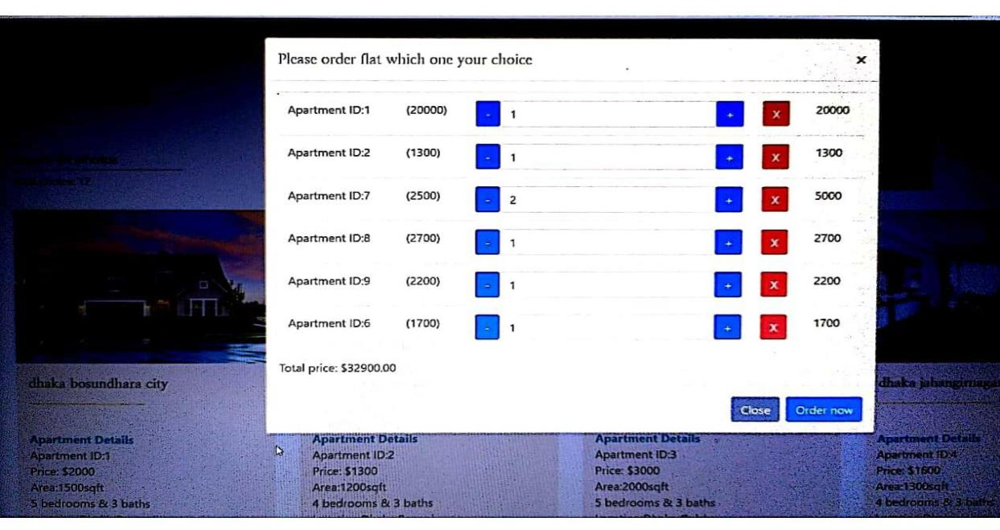 Please order flat which one your choice ×
Apartment ID:1 (20000) - 1 + X 20000
Apartment ID:2 (1300) - 1 + X 1300
Apartment ID:7 (2500) - 2 + X 5000
Apartment ID:8 (2700) - 1 + X 2700
Apartment ID:9 (2200) - 1 + X 2200
Apartment ID:6 (1700) - 1 + X 1700
Total price: $32900.00
Close Order now
dhaka bosundhara city
dhaka
Apartment Details
Apartment ID:1
Price: $2000
Area:1500sqft
5 bedrooms & 3 baths
Apartment Details
Apartment ID:2
Price: $1300
Area:1200sqft
4 bedrooms & 3 baths
Apartment Details
Apartment ID:3
Price: $3000
Area:2000sqft
5 bedrooms & 3 baths
Apartment Details
Apartment ID:4
Price: $1600
Area:1300sqft
4 bedrooms & 3 baths